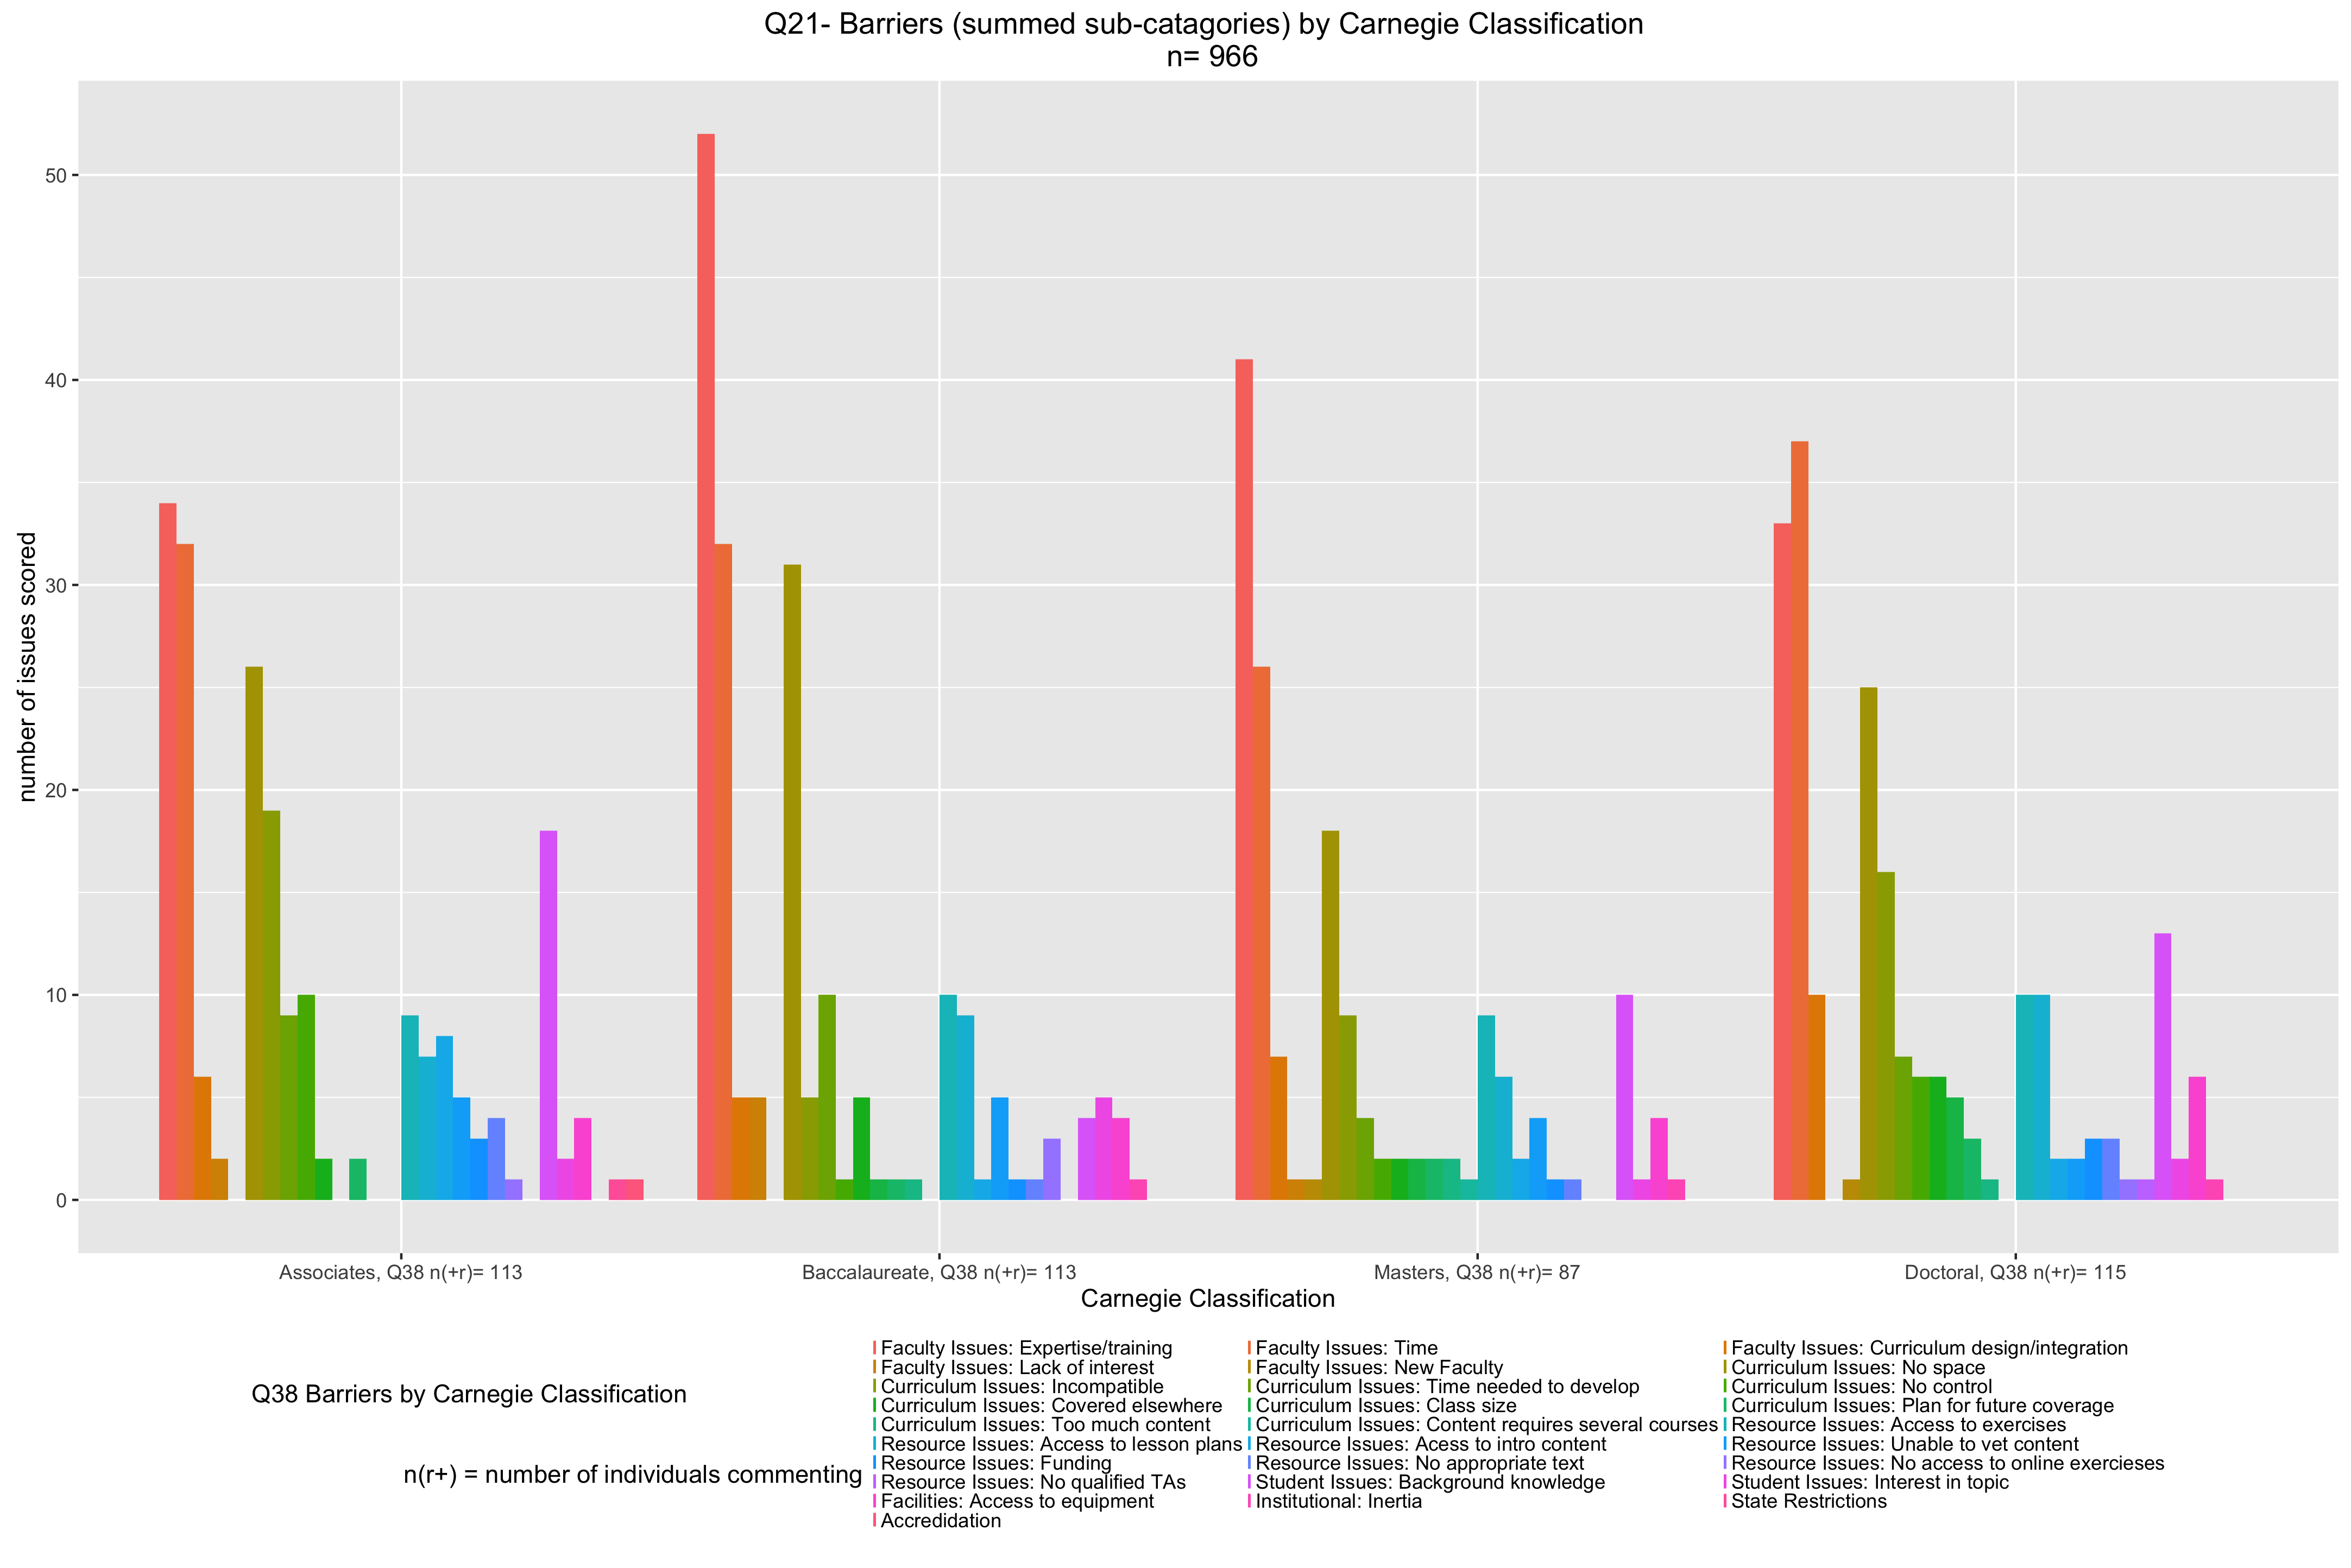 Q21- Barriers (summed sub-catagories) by Carnegie Classification
n= 966
number of issues scored
50
40
30
20
10
0
Associates, Q38 n(+r)= 113
Baccalaureate, Q38 n(+r)= 113
Masters, Q38 n(+r)= 87
Doctoral, Q38 n(+r)= 115
Carnegie Classification
Q38 Barriers by Carnegie Classification
n(r+) = number of individuals commenting
Faculty Issues: Expertise/training
Faculty Issues: Time
Faculty Issues: Curriculum design/integration
Faculty Issues: Lack of interest
Faculty Issues: New Faculty
Curriculum Issues: No space
Curriculum Issues: Incompatible
Curriculum Issues: Time needed to develop
Curriculum Issues: No control
Curriculum Issues: Covered elsewhere
Curriculum Issues: Class size
Curriculum Issues: Plan for future coverage
Curriculum Issues: Too much content
Curriculum Issues: Content requires several courses
Resource Issues: Access to exercises
Resource Issues: Access to lesson plans
Resource Issues: Acess to intro content
Resource Issues: Unable to vet content
Resource Issues: Funding
Resource Issues: No appropriate text
Resource Issues: No access to online exercieses
Resource Issues: No qualified TAs
Student Issues: Background knowledge
Student Issues: Interest in topic
Facilities: Access to equipment
Institutional: Inertia
State Restrictions
Accredidation